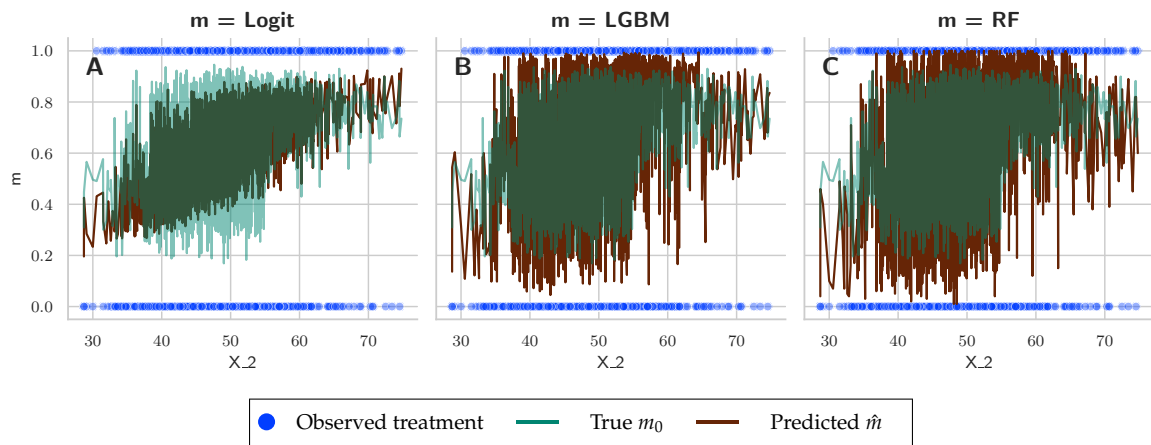 m = Logit
m = LGBM
m = RF
A
B
C
1.0
0.8
0.6
0.4
0.2
0.0
m
30 40 50 60 70
30 40 50 60 70
30 40 50 60 70
X_2
X_2
X_2
Observed treatment True m₀ Predicted m̂